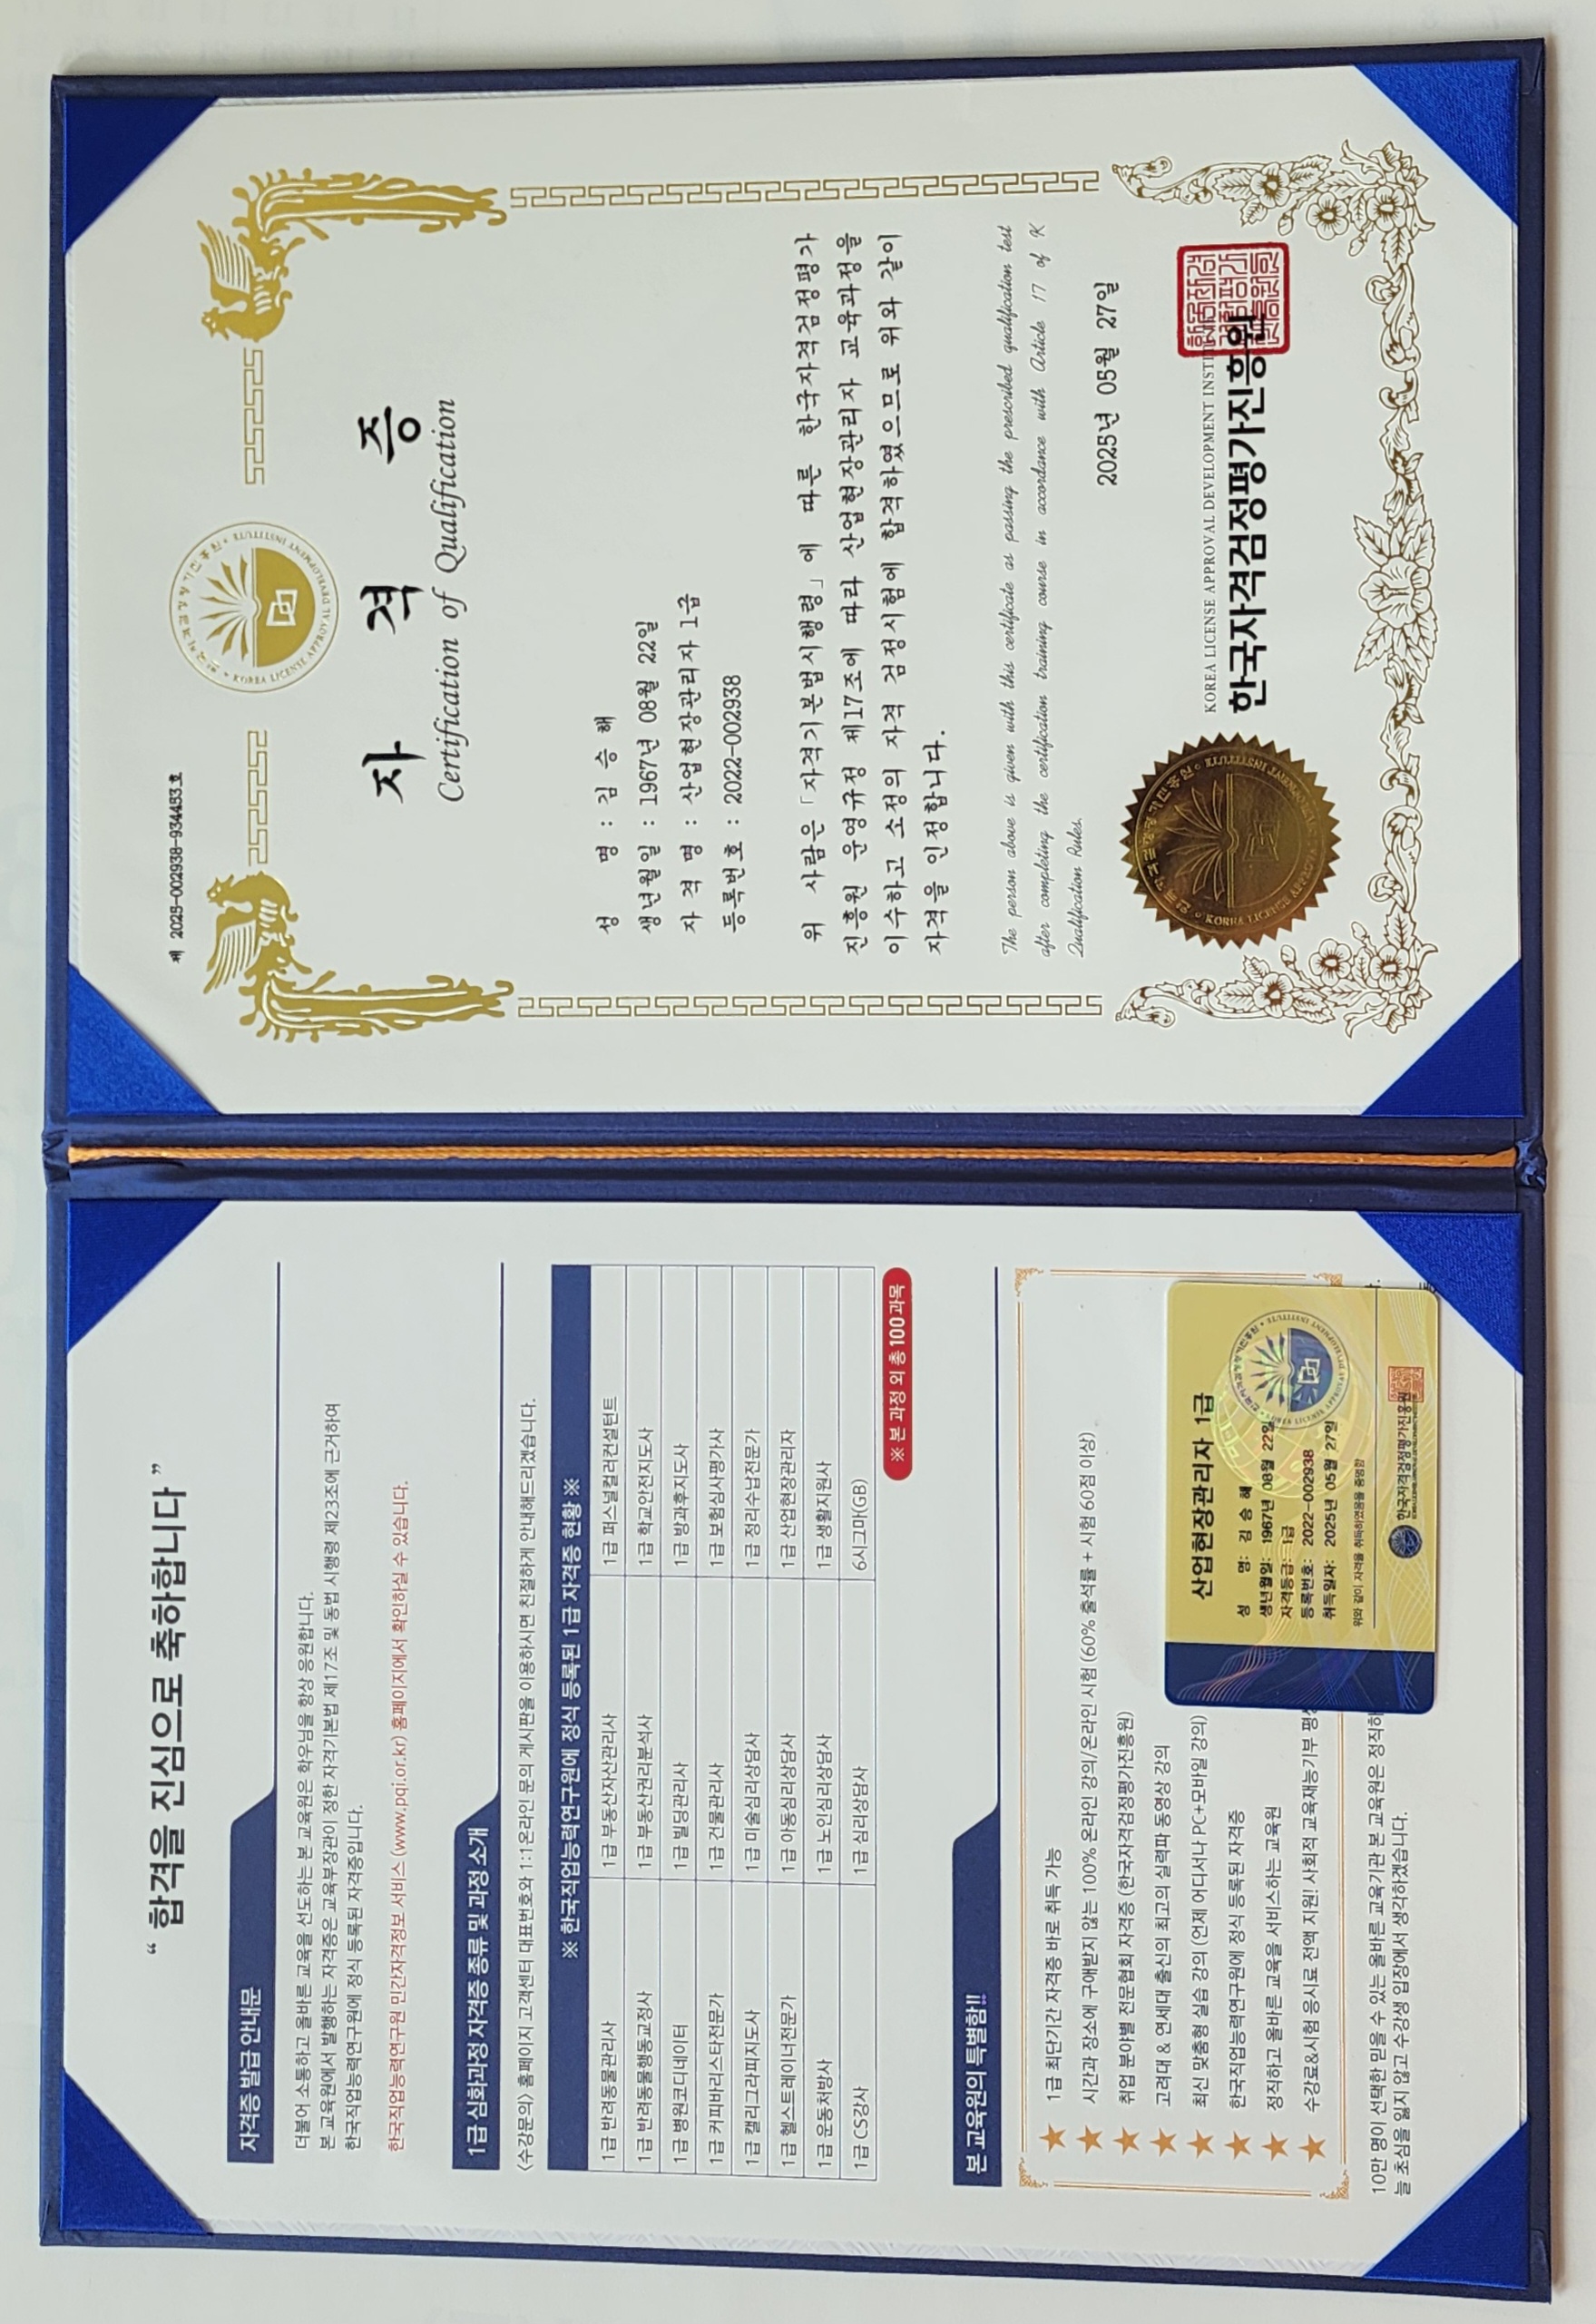 “ 합격을 진심으로 축하합니다 ”
자격증 발급 안내문
더불어 소통하고 올바른 교육을 선도하는 본 교육원은 학우님을 항상 응원합니다.
본 교육원에서 발행하는 자격증은 교육부장관이 정한 자격기본법 제17조 및 동법 시행령 제23조에 근거하여
한국직업능력연구원에 정식 등록된 자격증입니다.
한국직업능력연구원 민간자격정보 서비스 (www.pqi.or.kr) 홈페이지에서 확인하실 수 있습니다.
1급 심화과정 자격증 종류 및 과정 소개
<수강문의> 홈페이지 고객센터 대표번호와 1:1온라인 문의 게시판을 이용하시면 친절하게 안내해드리겠습니다.
※ 한국직업능력연구원에 정식 등록된 1급 자격증 현황 ※
1급 반려동물관리사 1급 부동산자산관리사 1급 퍼스널컬러컨설턴트
1급 반려동물행동교정사 1급 부동산권리분석사 1급 학교안전지도사
1급 병원코디네이터 1급 빌딩관리사 1급 방과후지도사
1급 커피바리스타전문가 1급 건물관리사 1급 보험심사평가사
1급 캘리그라피지도사 1급 미술심리상담사 1급 정리수납전문가
1급 헬스트레이너전문가 1급 아동심리상담사 1급 산업현장관리자
1급 운동처방사 1급 노인심리상담사 1급 생활지원사
1급 CS강사 1급 심리상담사 6시그마(GB)
※ 본 과정 외 총 100과목
본 교육원의 특별함!!
★ 1급 최단기간 자격증 바로 취득 가능
★ 시간과 장소에 구애받지 않는 100% 온라인 강의/온라인 시험 (60% 출석률 + 시험 60점 이상)
★ 취업 분야별 전문협회 자격증 (한국자격검정평가진흥원)
★ 고려대 & 연세대 출신의 최고의 실력파 동영상 강의
★ 최신 맞춤형 실습 강의 (언제 어디서나 PC+모바일 강의)
★ 한국직업능력연구원에 정식 등록된 자격증
★ 정직하고 올바른 교육을 서비스하는 교육원
★ 수강료&시험 응시료 전액 지원! 사회적 교육재능기부
10만 명이 선택한 믿을 수 있는 올바른 교육기관 본 교육원은
늘 초심을 잃지 않고 수강생 입장에서 생각하겠습니다.
산업현장관리자 1급
성 명: 김 승 해
생년월일: 1967년 08월 22일
자격등급: 1급
등록번호: 2022-002938
취득일자: 2025년 05월 27일
위와 같이 자격을 취득하였음을 증명함
한국자격검정평가진흥원
제 2025-002938-934453호
자 격 증
Certification of Qualification
성 명 : 김 승 해
생년월일 : 1967년 08월 22일
자 격 명 : 산업현장관리자 1급
등록번호 : 2022-002938
위 사람은 「자격기본법시행령」에 따른 한국자격검정평가
진흥원 운영규정 제17조에 따라 산업현장관리자 교육과정을
이수하고 소정의 자격 검정시험에 합격하였으므로 위와 같이
자격을 인정합니다.
The person above is given with this certificate as passing the prescribed qualification test
after completing the certification training course in accordance with Article 17 of K
Qualification Rules.
2025년 05월 27일
KOREA LICENSE APPROVAL DEVELOPMENT
한국자격검정평가진흥원